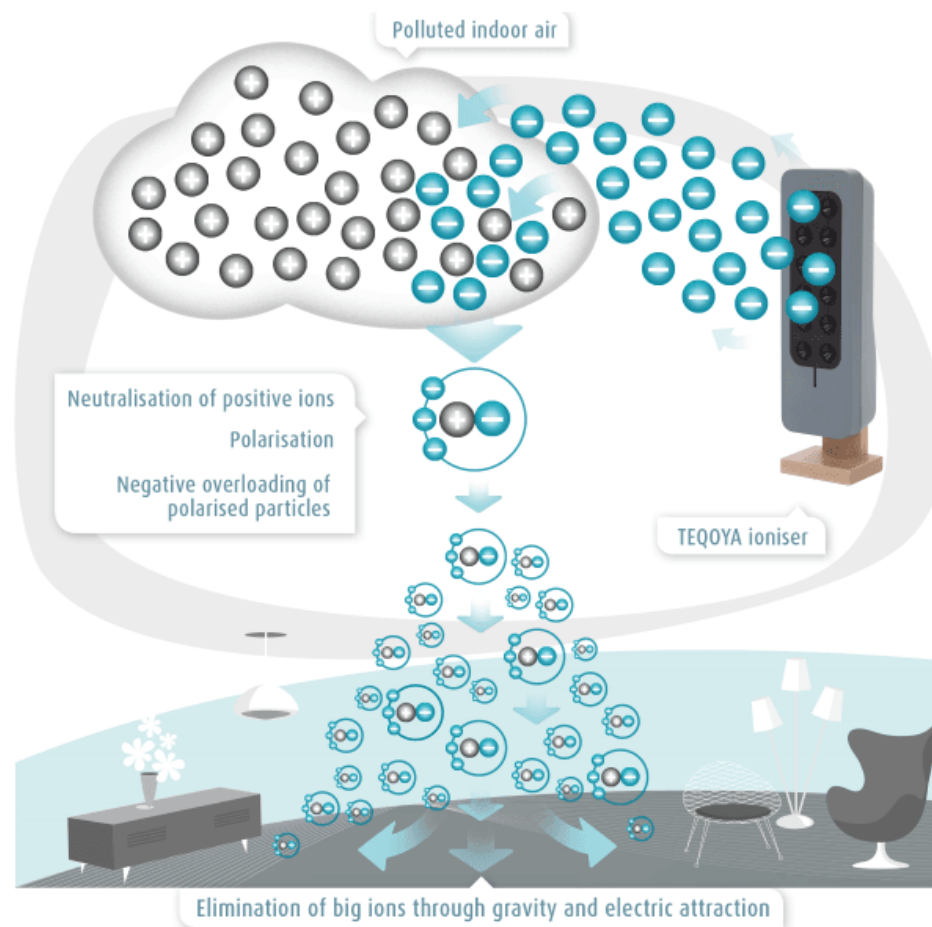 Polluted indoor air
Neutralisation of positive ions
Polarisation
Negative overloading of
polarised particles
TEQOYA ioniser
Elimination of big ions through gravity and electric attraction